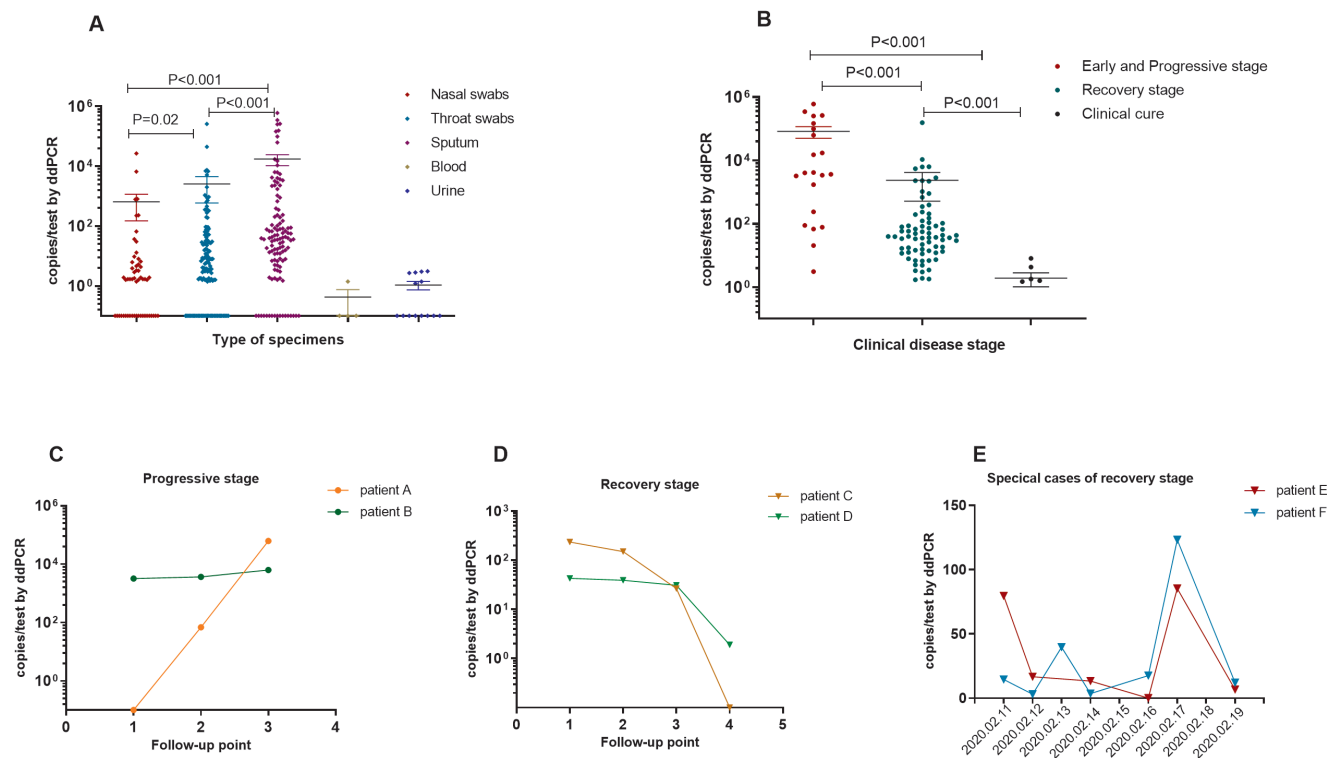 A
P<0.001
P<0.001
P=0.02
10^6
10^4
10^2
10^0
copies/test by ddPCR
Type of specimens
Nasal swabs
Throat swabs
Sputum
Blood
Urine
B
P<0.001
P<0.001
P<0.001
10^6
10^4
10^2
10^0
copies/test by ddPCR
Clinical disease stage
Early and Progressive stage
Recovery stage
Clinical cure
C
Progressive stage
patient A
patient B
10^6
10^4
10^2
10^0
copies/test by ddPCR
0 1 2 3 4
Follow-up point
D
Recovery stage
patient C
patient D
10^3
10^2
10^1
10^0
copies/test by ddPCR
0 1 2 3 4 5
Follow-up point
E
Specical cases of recovery stage
patient E
patient F
150
100
50
0
copies/test by ddPCR
2020.02.11
2020.02.12
2020.02.13
2020.02.14
2020.02.15
2020.02.16
2020.02.17
2020.02.18
2020.02.19